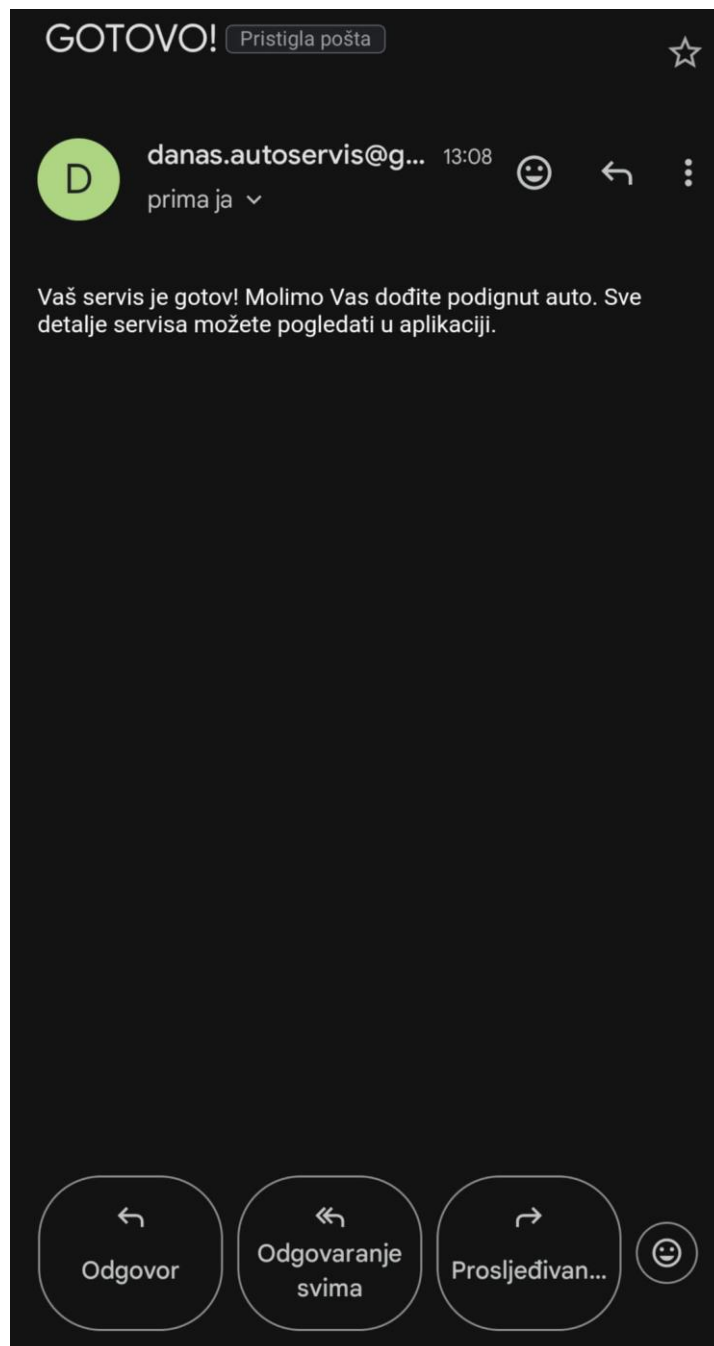 GOTOVO! Pristigla pošta
danas.autoservis@g... 13:08
D
prima ja
Vaš servis je gotov! Molimo Vas dođite podignut auto. Sve
detalje servisa možete pogledati u aplikaciji.
Odgovor
Odgovaranje
svima
Prosljeđivan...